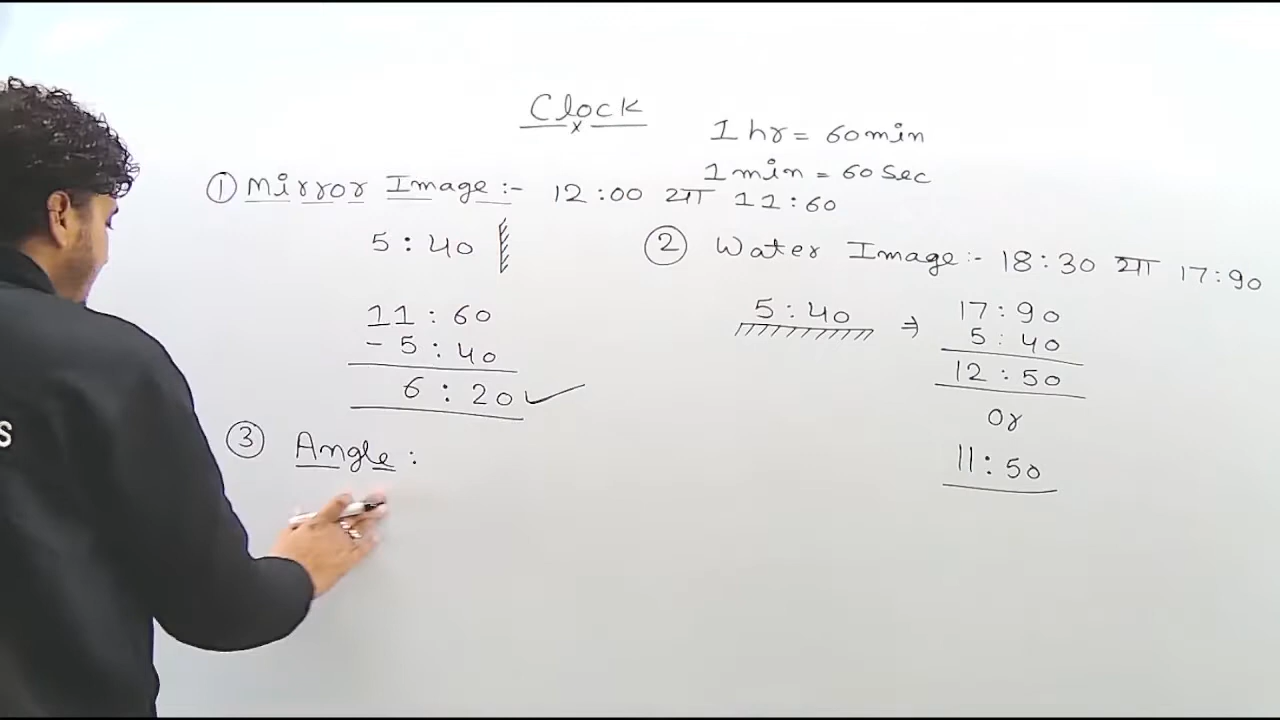 Clock
x
1 hr = 60 min
1 min = 60 Sec
① Mirror Image :- 12:00 या 11:60
5 : 40
11 : 60
- 5 : 40
6 : 20 ✓
② Water Image :- 18:30 या 17:90
5 : 40 ⇒ 17 : 90
5 : 40
12 : 50
Or
11 : 50
③ Angle :
S